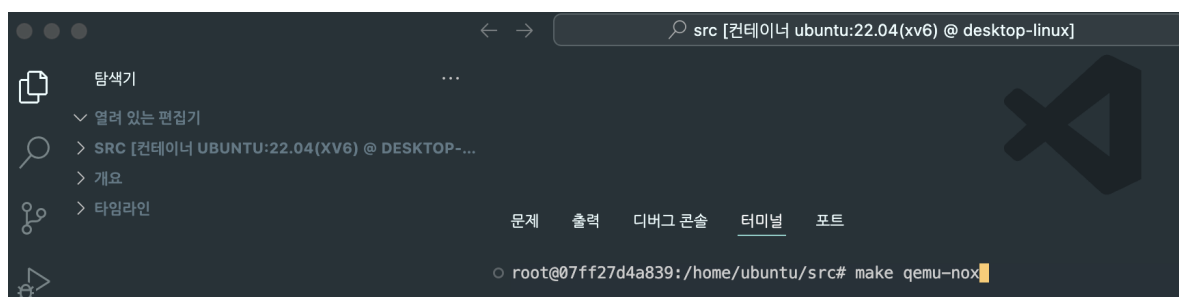 src [컨테이너 ubuntu:22.04(xv6) @ desktop-linux]
탐색기
열려 있는 편집기
SRC [컨테이너 UBUNTU:22.04(XV6) @ DESKTOP-...
개요
타임라인
문제 출력 디버그 콘솔 터미널 포트
root@07ff27d4a839:/home/ubuntu/src# make qemu-nox